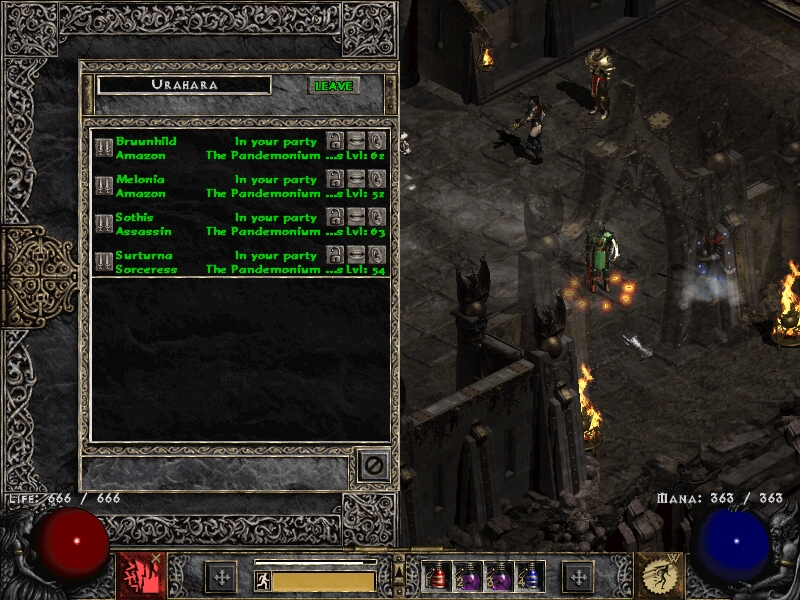 Urahara
LEAVE
Bruunhild In your party
Amazon The Pandemonium ...s Lvl: 62
Melonia In your party
Amazon The Pandemonium ...s Lvl: 52
Sothis In your party
Assassin The Pandemonium ...s Lvl: 63
Surturna In your party
Sorceress The Pandemonium ...s Lvl: 54
Life: 666 / 666
Mana: 363 / 363